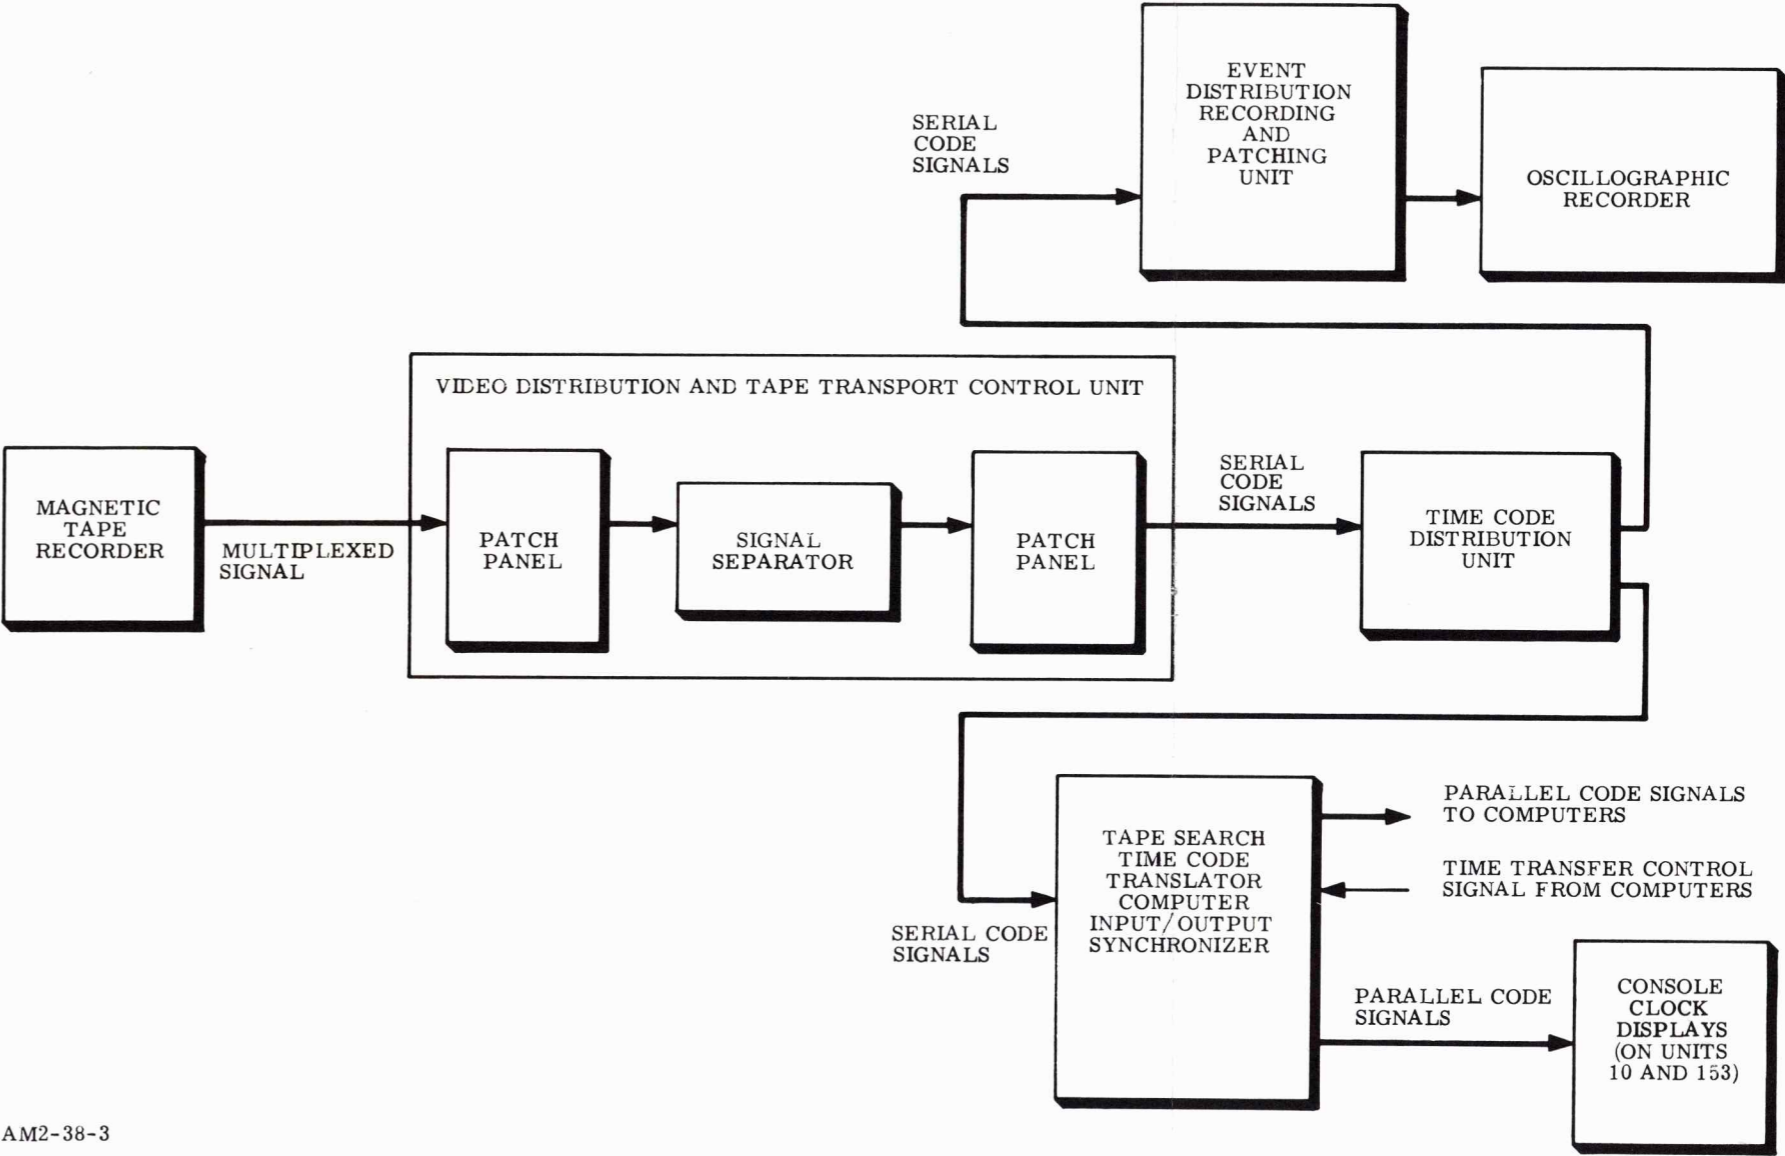 EVENT
DISTRIBUTION
RECORDING
AND
PATCHING
UNIT
SERIAL
CODE
SIGNALS
OSCILLOGRAPHIC
RECORDER
VIDEO DISTRIBUTION AND TAPE TRANSPORT CONTROL UNIT
MAGNETIC
TAPE
RECORDER
MULTIPLEXED
SIGNAL
PATCH
PANEL
SIGNAL
SEPARATOR
PATCH
PANEL
SERIAL
CODE
SIGNALS
TIME CODE
DISTRIBUTION
UNIT
TAPE SEARCH
TIME CODE
TRANSLATOR
COMPUTER
INPUT/OUTPUT
SYNCHRONIZER
SERIAL CODE
SIGNALS
PARALLEL CODE SIGNALS
TO COMPUTERS
TIME TRANSFER CONTROL
SIGNAL FROM COMPUTERS
PARALLEL CODE
SIGNALS
CONSOLE
CLOCK
DISPLAYS
(ON UNITS
10 AND 153)
AM2-38-3